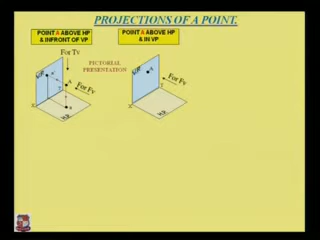 PROJECTIONS OF A POINT.
POINT A ABOVE HP
& INFRONT OF VP
POINT A ABOVE HP
& IN VP
For Tv
PICTORIAL
PRESENTATION
For Fv
For Fv
X
Y
X
Y